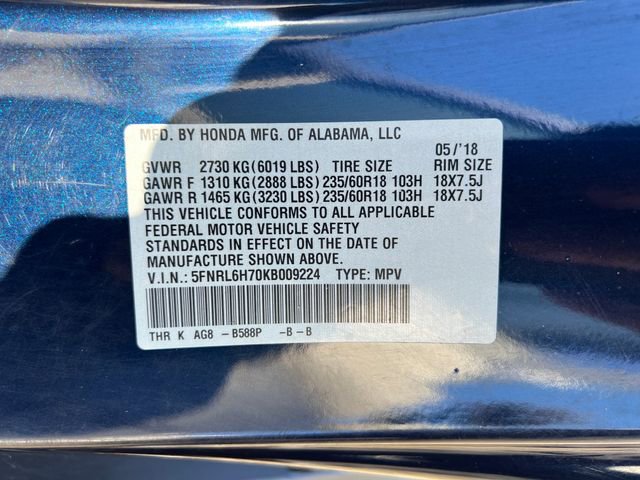 MFD. BY HONDA MFG. OF ALABAMA, LLC 05/'18
GVWR 2730 KG(6019 LBS) TIRE SIZE RIM SIZE
GAWR F 1310 KG(2888 LBS)235/60R18 103H 18X7.5J
GAWR R 1465 KG(3230 LBS)235/60R18 103H 18X7.5J
THIS VEHICLE CONFORMS TO ALL APPLICABLE
FEDERAL MOTOR VEHICLE SAFETY
STANDARDS IN EFFECT ON THE DATE OF
MANUFACTURE SHOWN ABOVE.
V.I.N.: 5FNRL6H70KB009224 TYPE: MPV
THR K AG8 -B588P -B-B